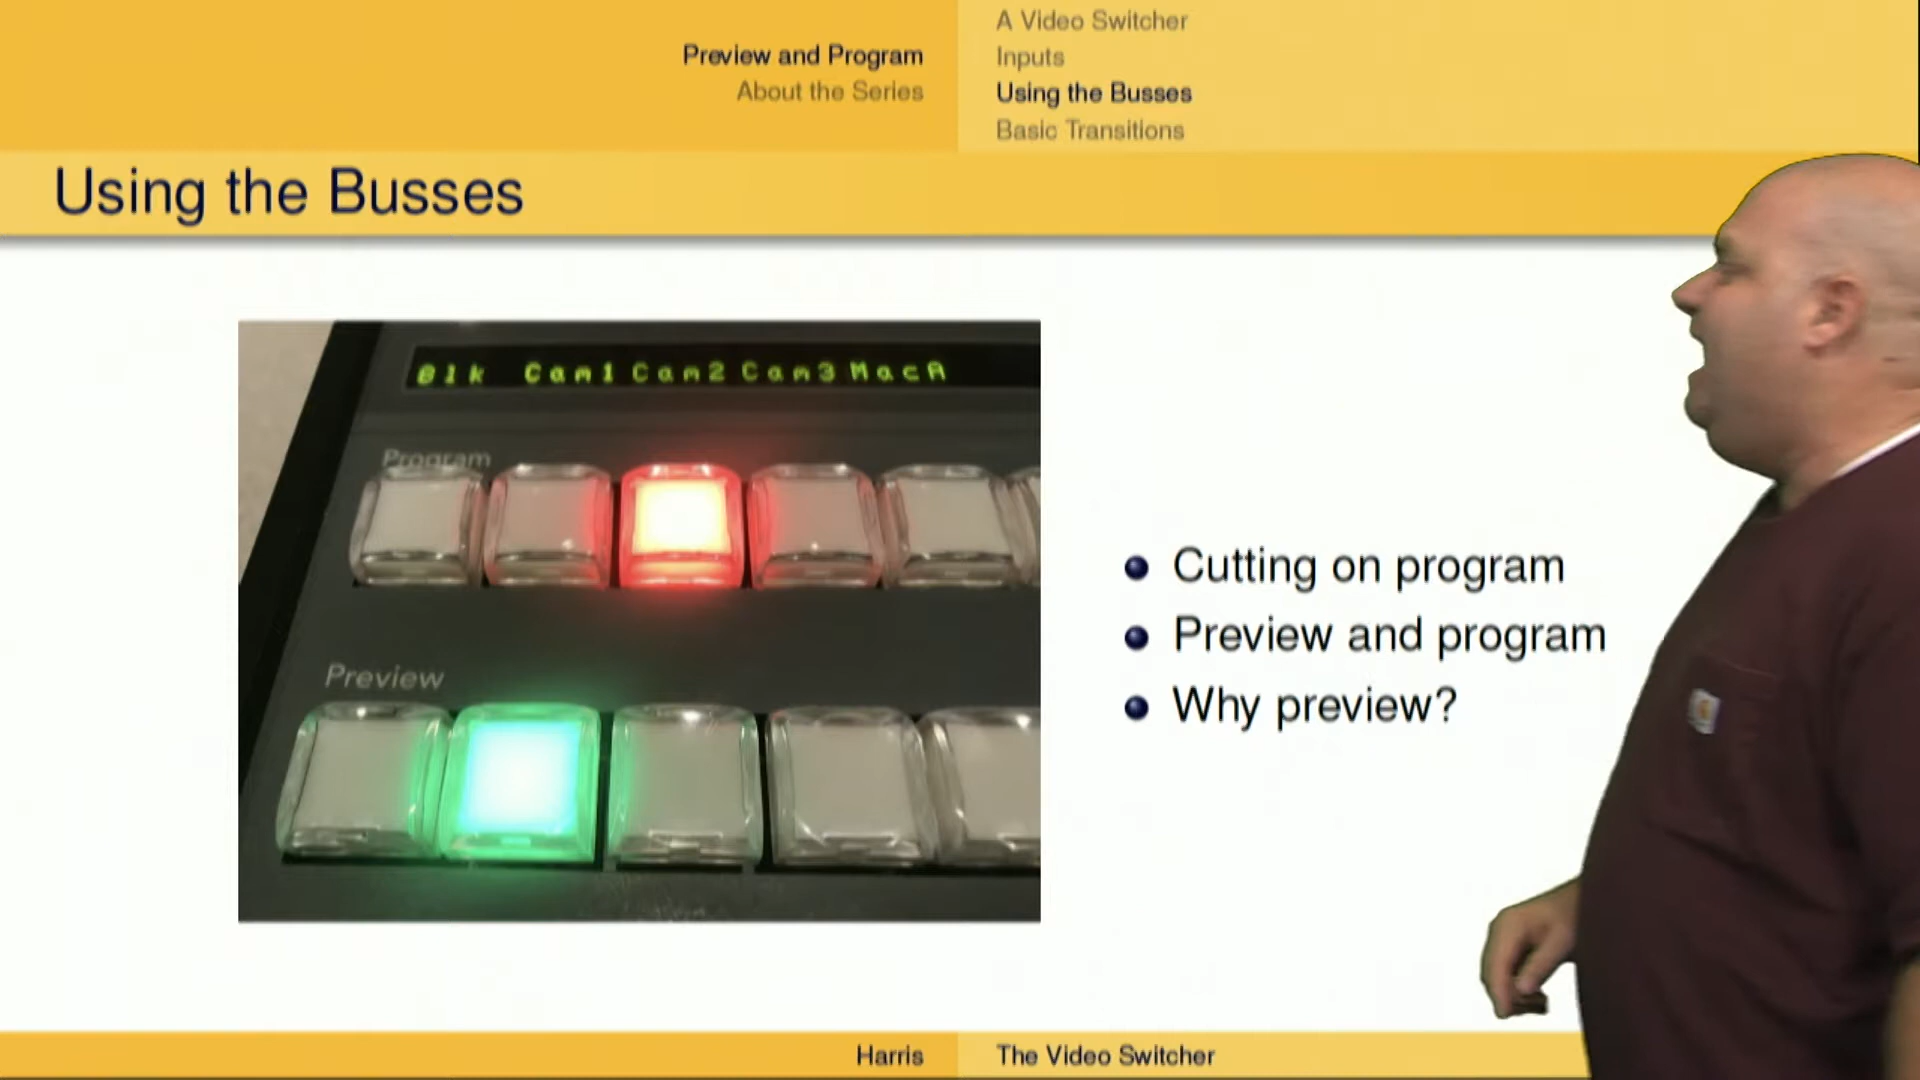 Preview and Program
About the Series
A Video Switcher
Inputs
Using the Busses
Basic Transitions
Using the Busses
Blk Cam1 Cam2 Cam3 MacA
Program
Preview
Cutting on program
Preview and program
Why preview?
Harris
The Video Switcher